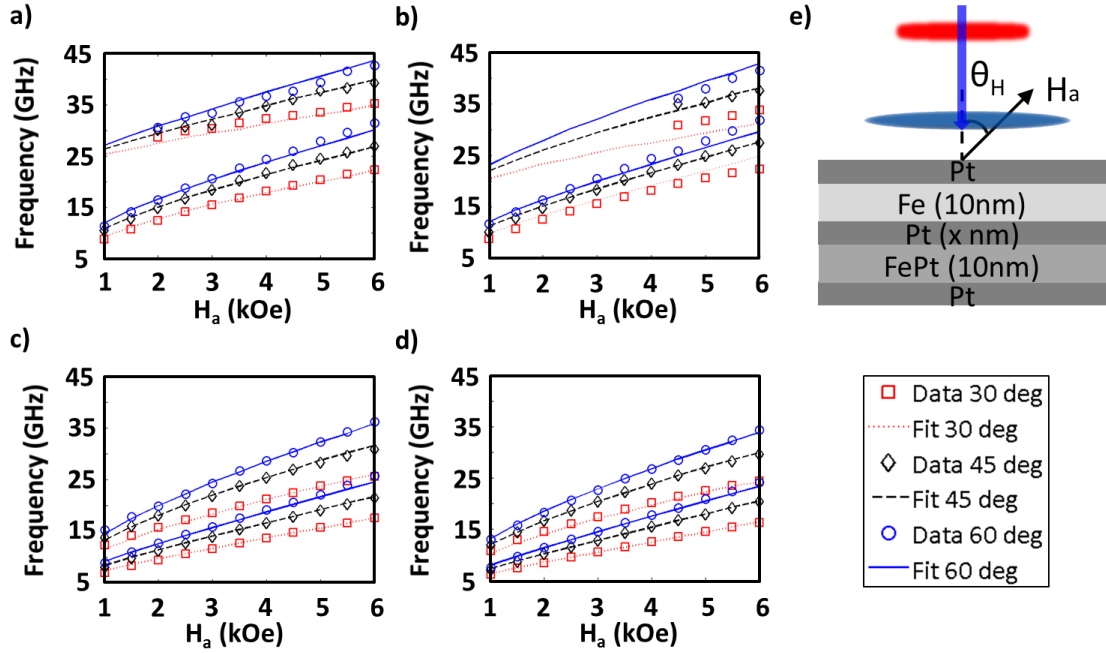 a)
Frequency (GHz)
45
35
25
15
5
1 2 3 4 5 6
Hₐ (kOe)
b)
Frequency (GHz)
45
35
25
15
5
1 2 3 4 5 6
Hₐ (kOe)
e)
θ_H
Hₐ
Pt
Fe (10nm)
Pt (x nm)
FePt (10nm)
Pt
c)
Frequency (GHz)
45
35
25
15
5
1 2 3 4 5 6
Hₐ (kOe)
d)
Frequency (GHz)
45
35
25
15
5
1 2 3 4 5 6
Hₐ (kOe)
Data 30 deg
Fit 30 deg
Data 45 deg
Fit 45 deg
Data 60 deg
Fit 60 deg